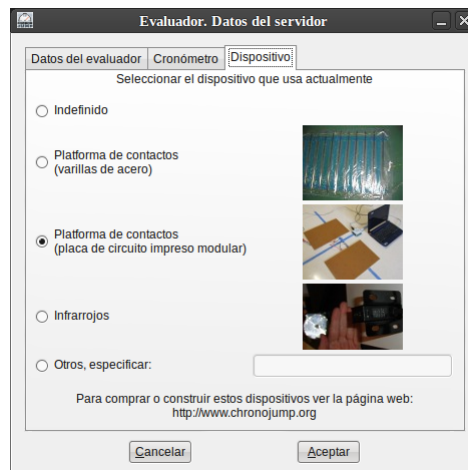 Evaluador. Datos del servidor
Datos del evaluador Cronómetro Dispositivo
Seleccionar el dispositivo que usa actualmente
Indefinido
Platforma de contactos
(varillas de acero)
Platforma de contactos
(placa de circuito impreso modular)
Infrarrojos
Otros, especificar:
Para comprar o construir estos dispositivos ver la página web:
http://www.chronojump.org
Cancelar Aceptar